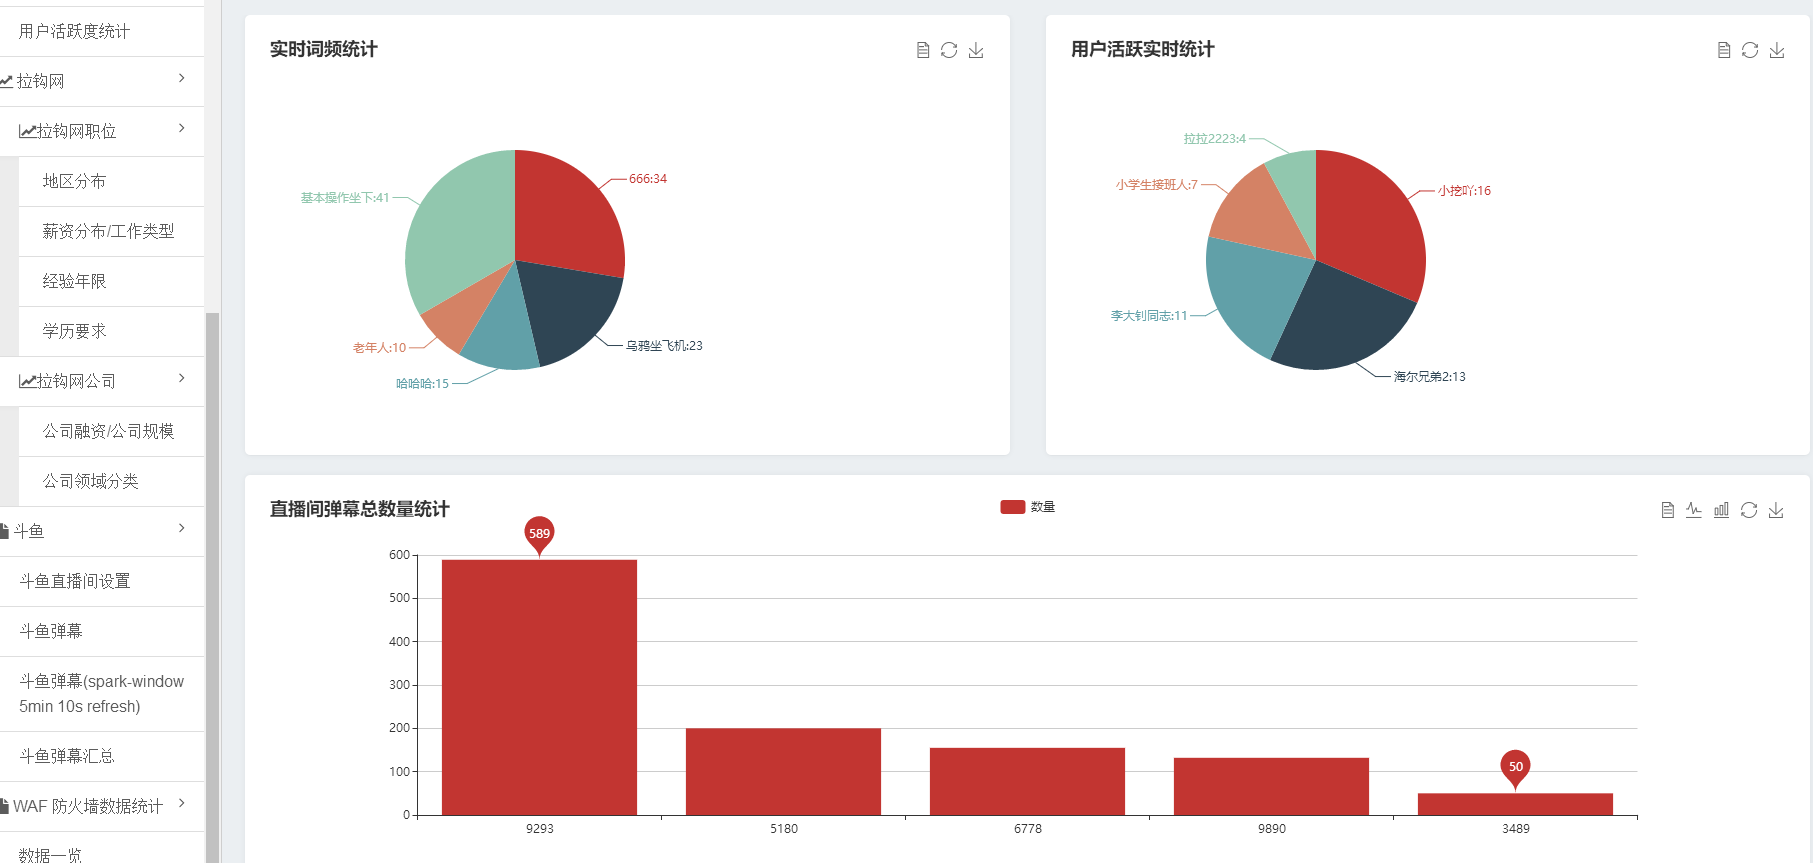 用户活跃度统计
拉钩网
拉钩网职位
地区分布
薪资分布/工作类型
经验年限
学历要求
拉钩网公司
公司融资/公司规模
公司领域分类
斗鱼
斗鱼直播间设置
斗鱼弹幕
斗鱼弹幕(spark-window
5min 10s refresh)
斗鱼弹幕汇总
WAF 防火墙数据统计
数据一览
实时词频统计
666:34
基本操作坐下:41
乌鸦坐飞机:23
老年人:10
哈哈哈:15
用户活跃实时统计
拉拉2223:4
小学生接班人:7
小挖吖:16
李大钊同志:11
海尔兄弟2:13
直播间弹幕总数量统计
数量
589
600
500
400
300
200
100
0
50
9293
5180
6778
9890
3489